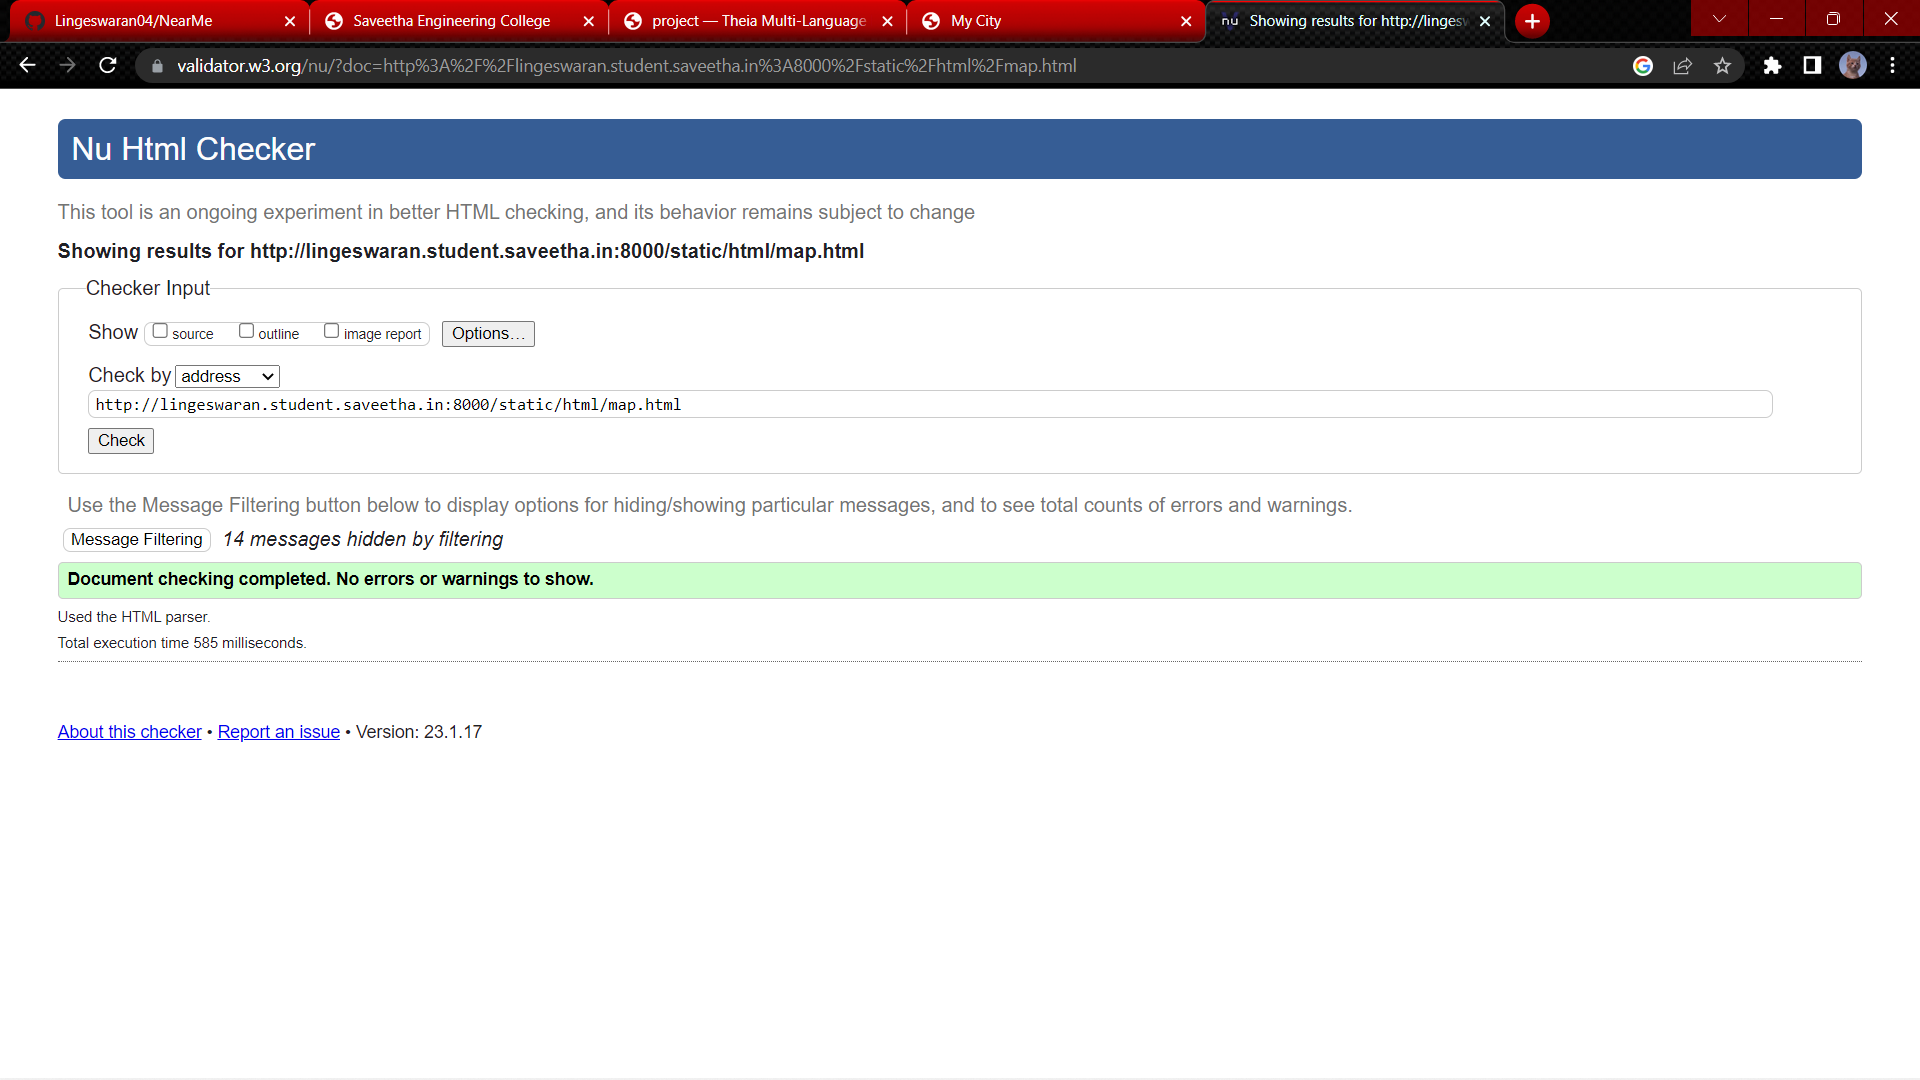 Lingeswaran04/NearMe
Saveetha Engineering College
project — Theia Multi-Language
My City
nu Showing results for http://lingesw
validator.w3.org/nu/?doc=http%3A%2F%2Flingeswaran.student.saveetha.in%3A8000%2Fstatic%2Fhtml%2Fmap.html
Nu Html Checker
This tool is an ongoing experiment in better HTML checking, and its behavior remains subject to change
Showing results for http://lingeswaran.student.saveetha.in:8000/static/html/map.html
Checker Input
Show source outline image report Options...
Check by address
http://lingeswaran.student.saveetha.in:8000/static/html/map.html
Check
Use the Message Filtering button below to display options for hiding/showing particular messages, and to see total counts of errors and warnings.
Message Filtering 14 messages hidden by filtering
Document checking completed. No errors or warnings to show.
Used the HTML parser.
Total execution time 585 milliseconds.
About this checker • Report an issue • Version: 23.1.17